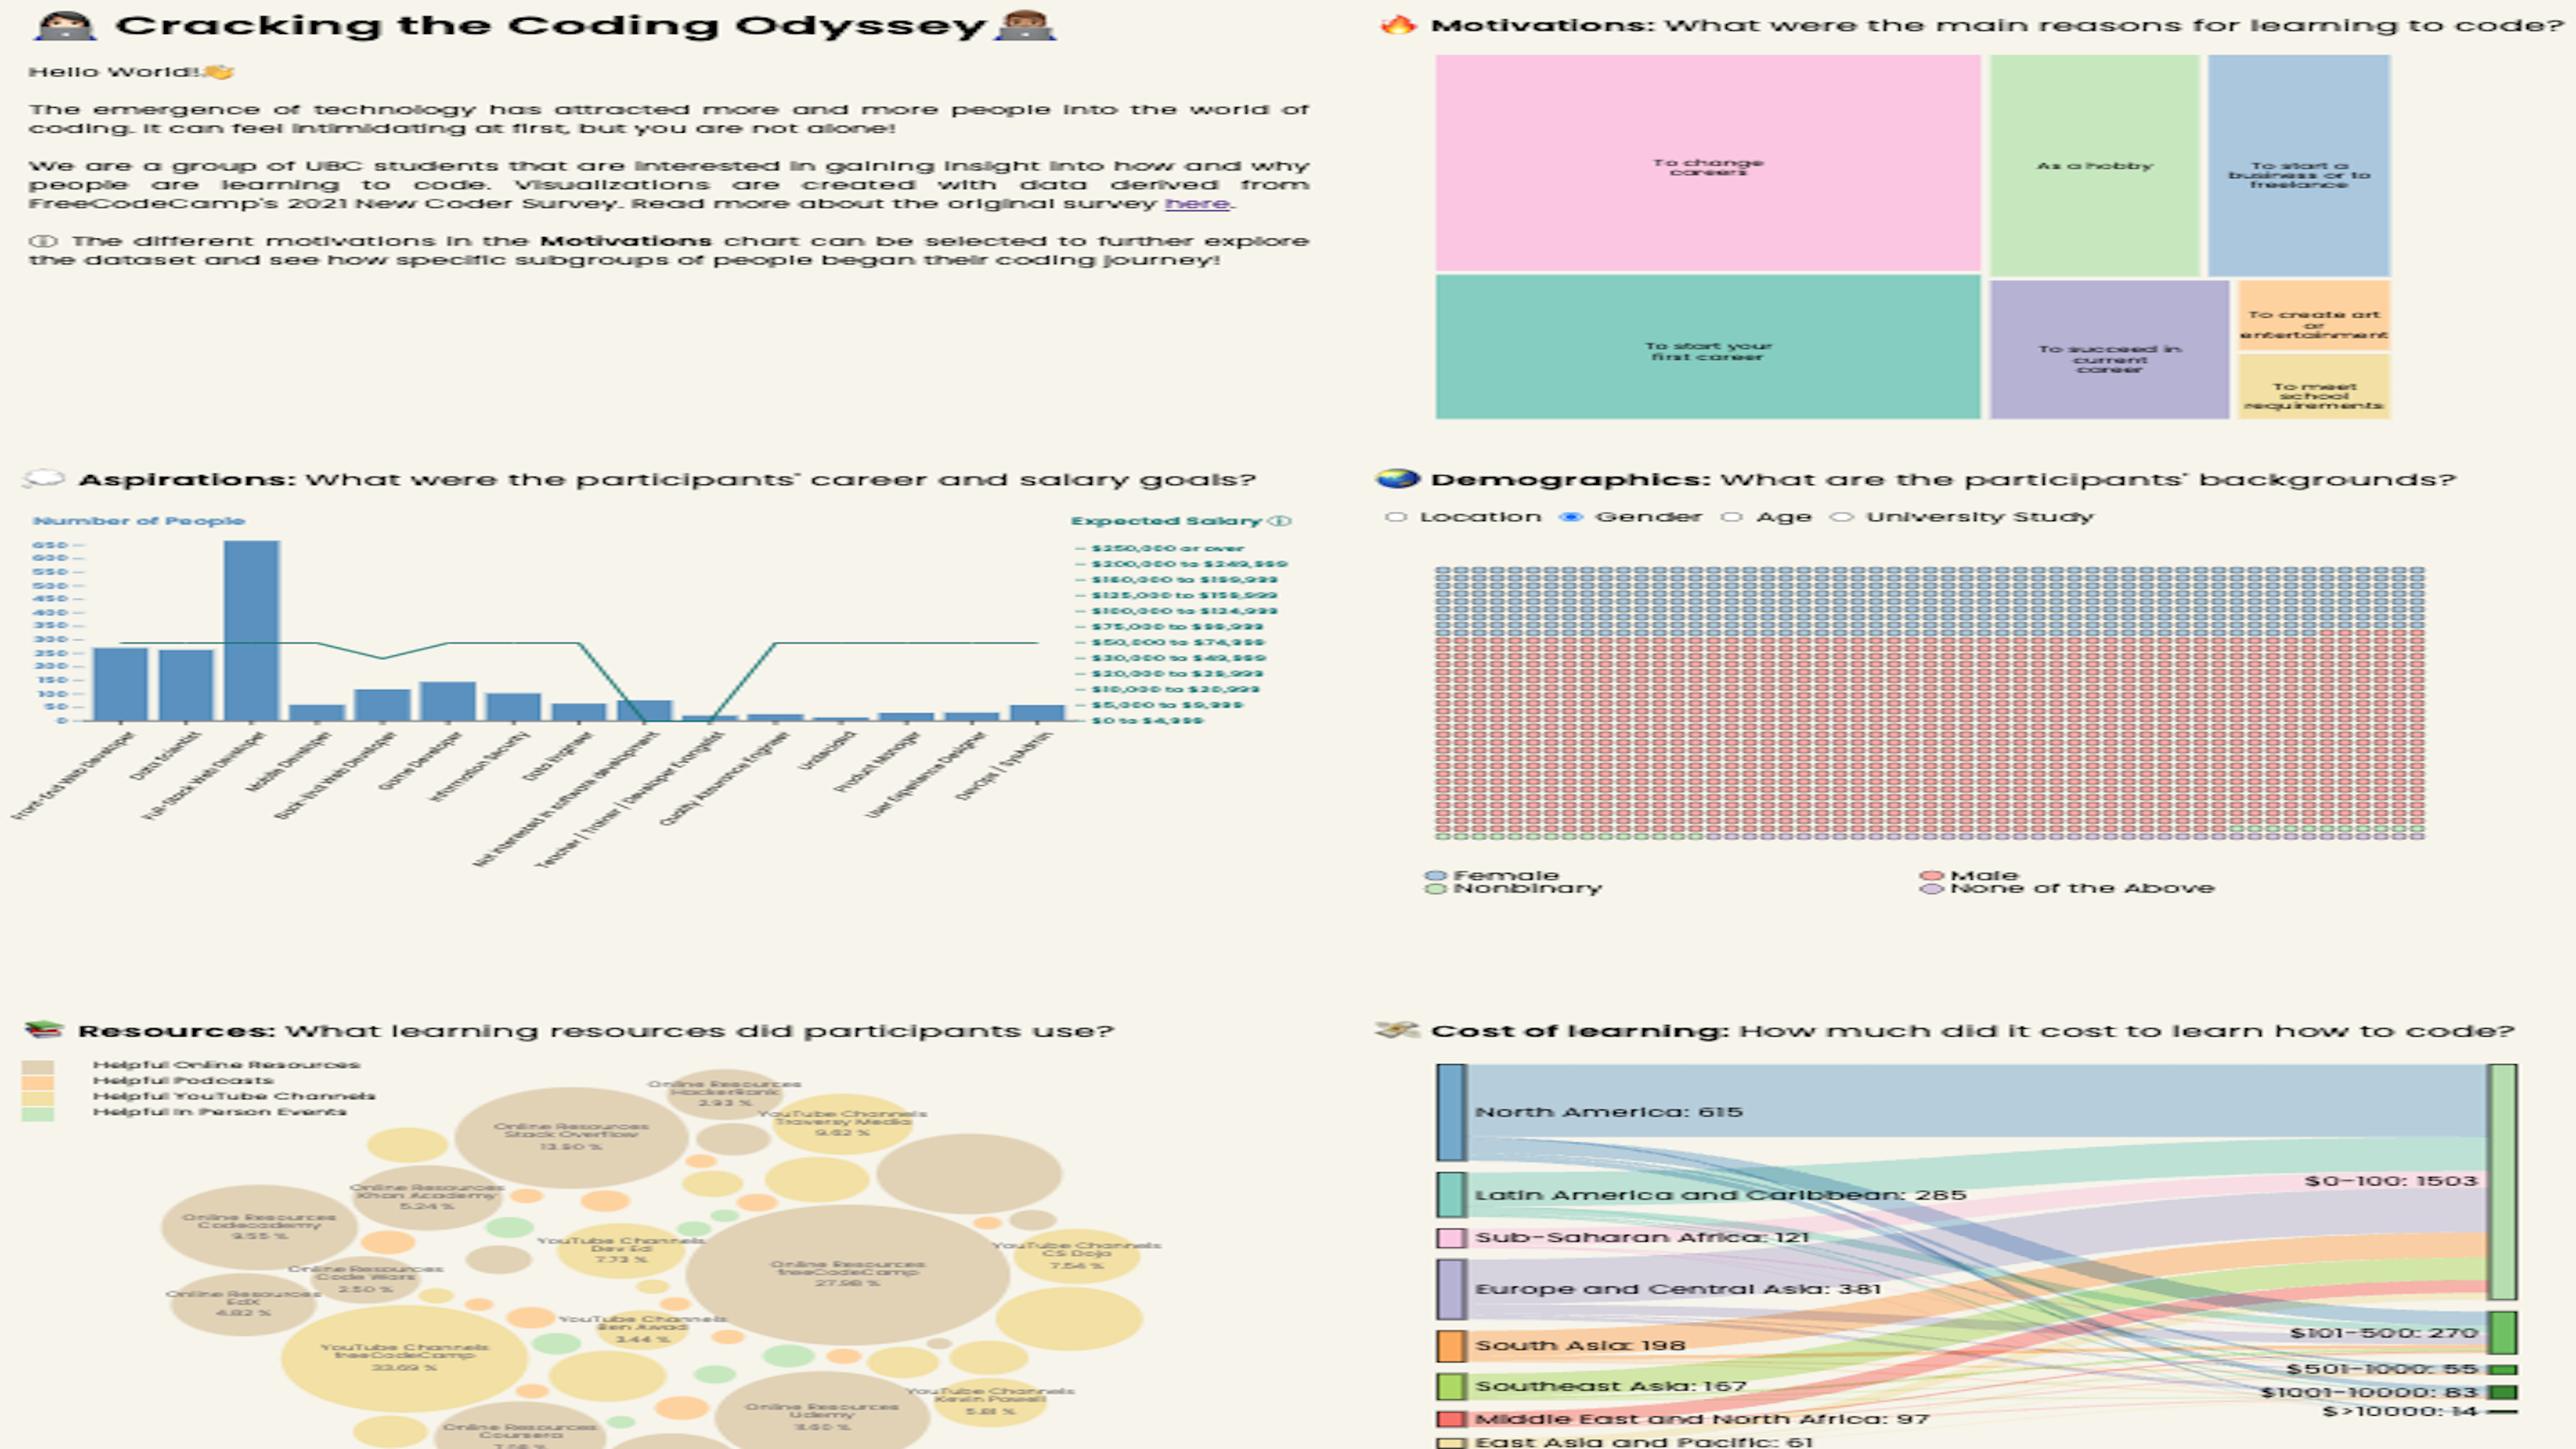 Cracking the Coding Odyssey
Hello World!
The emergence of technology has attracted more and more people into the world of
coding. It can feel intimidating at first, but you are not alone!
We are a group of UBC students that are interested in gaining insight into how and why
people are learning to code. Visualizations are created with data derived from
FreeCodeCamp's 2021 New Coder Survey. Read more about the original survey here.
ⓘ The different motivations in the Motivations chart can be selected to further explore
the dataset and see how specific subgroups of people began their coding journey!
Motivations: What were the main reasons for learning to code?
To change
careers
As a hobby
To start a
business or to
freelance
To start your
first career
To succeed in
current
career
To create art
or
entertainment
To meet
school
requirements
Aspirations: What were the participants' career and salary goals?
Number of People
Expected Salary ⓘ
650
600
550
500
450
400
350
300
250
200
150
100
50
0
$250,000 or over
$200,000 to $249,999
$160,000 to $199,999
$125,000 to $159,999
$100,000 to $124,999
$75,000 to $99,999
$50,000 to $74,999
$30,000 to $49,999
$20,000 to $29,999
$10,000 to $20,999
$5,000 to $9,999
$0 to $4,999
Front-End Web Developer
Data Scientist
Full-Stack Web Developer
Mobile Developer
Back-End Web Developer
Game Developer
Information Security
Data Engineer
Not interested in software development
Teacher / Trainer / Developer Evangelist
Quality Assurance Engineer
Undecided
Product Manager
User Experience Designer
DevOps / SysAdmin
Demographics: What are the participants' backgrounds?
Location Gender Age University Study
Female
Male
Nonbinary
None of the Above
Resources: What learning resources did participants use?
Helpful Online Resources
Helpful Podcasts
Helpful YouTube Channels
Helpful In Person Events
Online Resources
HackerRank
2.93 %
YouTube Channels
Traversy Media
9.62 %
Online Resources
Stack Overflow
13.90 %
Online Resources
Khan Academy
5.24 %
Online Resources
Codecademy
9.55 %
YouTube Channels
Dev Ed
7.73 %
YouTube Channels
CS Dojo
7.54 %
Online Resources
freeCodeCamp
27.98 %
Online Resources
Code Wars
2.50 %
Online Resources
EdX
4.82 %
YouTube Channels
Ben Awad
3.44 %
YouTube Channels
freeCodeCamp
33.69 %
YouTube Channels
Kevin Powell
5.81 %
Online Resources
Udemy
11.60 %
Online Resources
Coursera
Cost of learning: How much did it cost to learn how to code?
North America: 615
Latin America and Caribbean: 285
Sub-Saharan Africa: 121
Europe and Central Asia: 381
South Asia: 198
Southeast Asia: 167
Middle East and North Africa: 97
East Asia and Pacific: 61
$0-100: 1503
$101-500: 270
$501-1000: 55
$1001-10000: 83
$>10000: 14